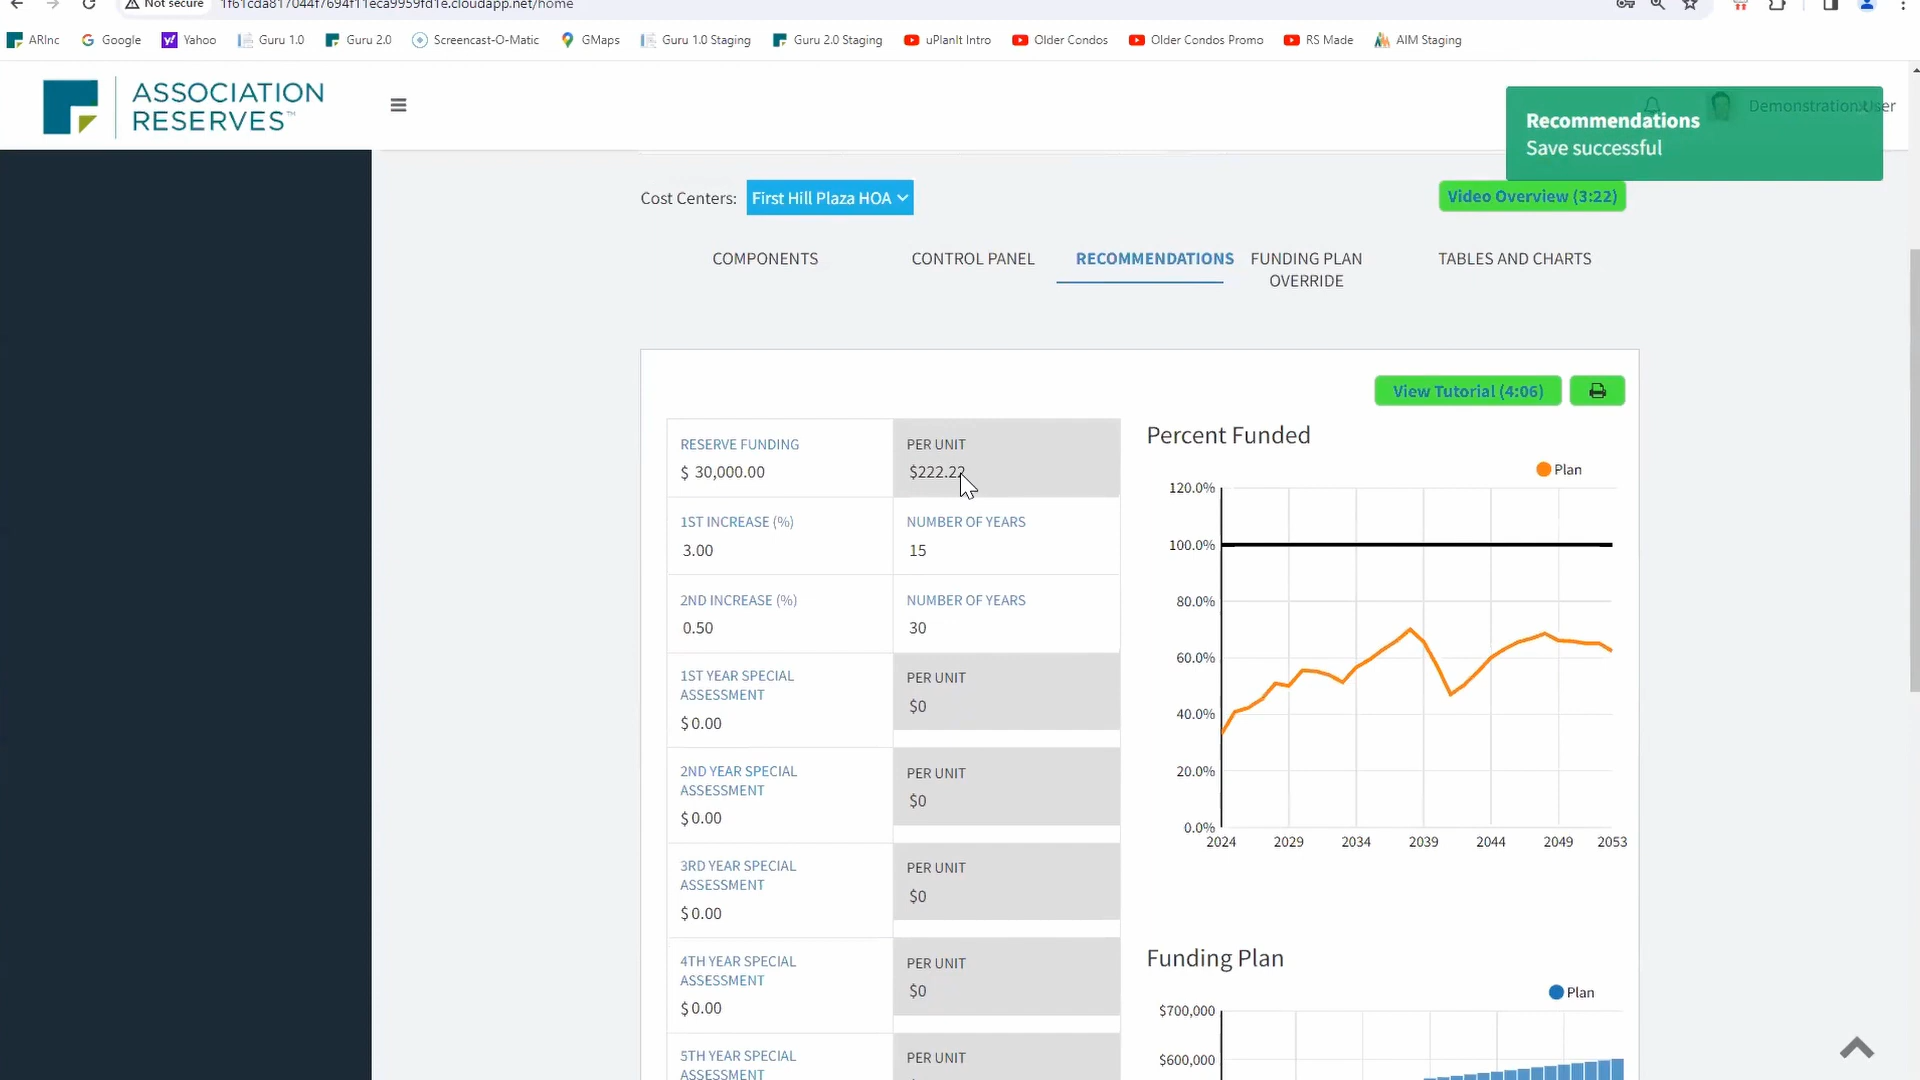 Not secure
1f61cda817044f7694f11eca9959fd1e.cloudapp.net/home
ARInc
Google
Yahoo
Guru 1.0
Guru 2.0
Screencast-O-Matic
GMaps
Guru 1.0 Staging
Guru 2.0 Staging
uPlanIt Intro
Older Condos
Older Condos Promo
RS Made
AIM Staging
ASSOCIATION
RESERVES™
Demonstration User
Recommendations
Save successful
Cost Centers:
First Hill Plaza HOA
Video Overview (3:22)
COMPONENTS
CONTROL PANEL
RECOMMENDATIONS
FUNDING PLAN
OVERRIDE
TABLES AND CHARTS
View Tutorial (4:06)
RESERVE FUNDING
$ 30,000.00
PER UNIT
$222.22
1ST INCREASE (%)
3.00
NUMBER OF YEARS
15
2ND INCREASE (%)
0.50
NUMBER OF YEARS
30
1ST YEAR SPECIAL
ASSESSMENT
$ 0.00
PER UNIT
$0
2ND YEAR SPECIAL
ASSESSMENT
$ 0.00
PER UNIT
$0
3RD YEAR SPECIAL
ASSESSMENT
$ 0.00
PER UNIT
$0
4TH YEAR SPECIAL
ASSESSMENT
$ 0.00
PER UNIT
$0
5TH YEAR SPECIAL
ASSESSMENT
PER UNIT
Percent Funded
Plan
120.0%
100.0%
80.0%
60.0%
40.0%
20.0%
0.0%
2024
2029
2034
2039
2044
2049
2053
Funding Plan
Plan
$700,000
$600,000